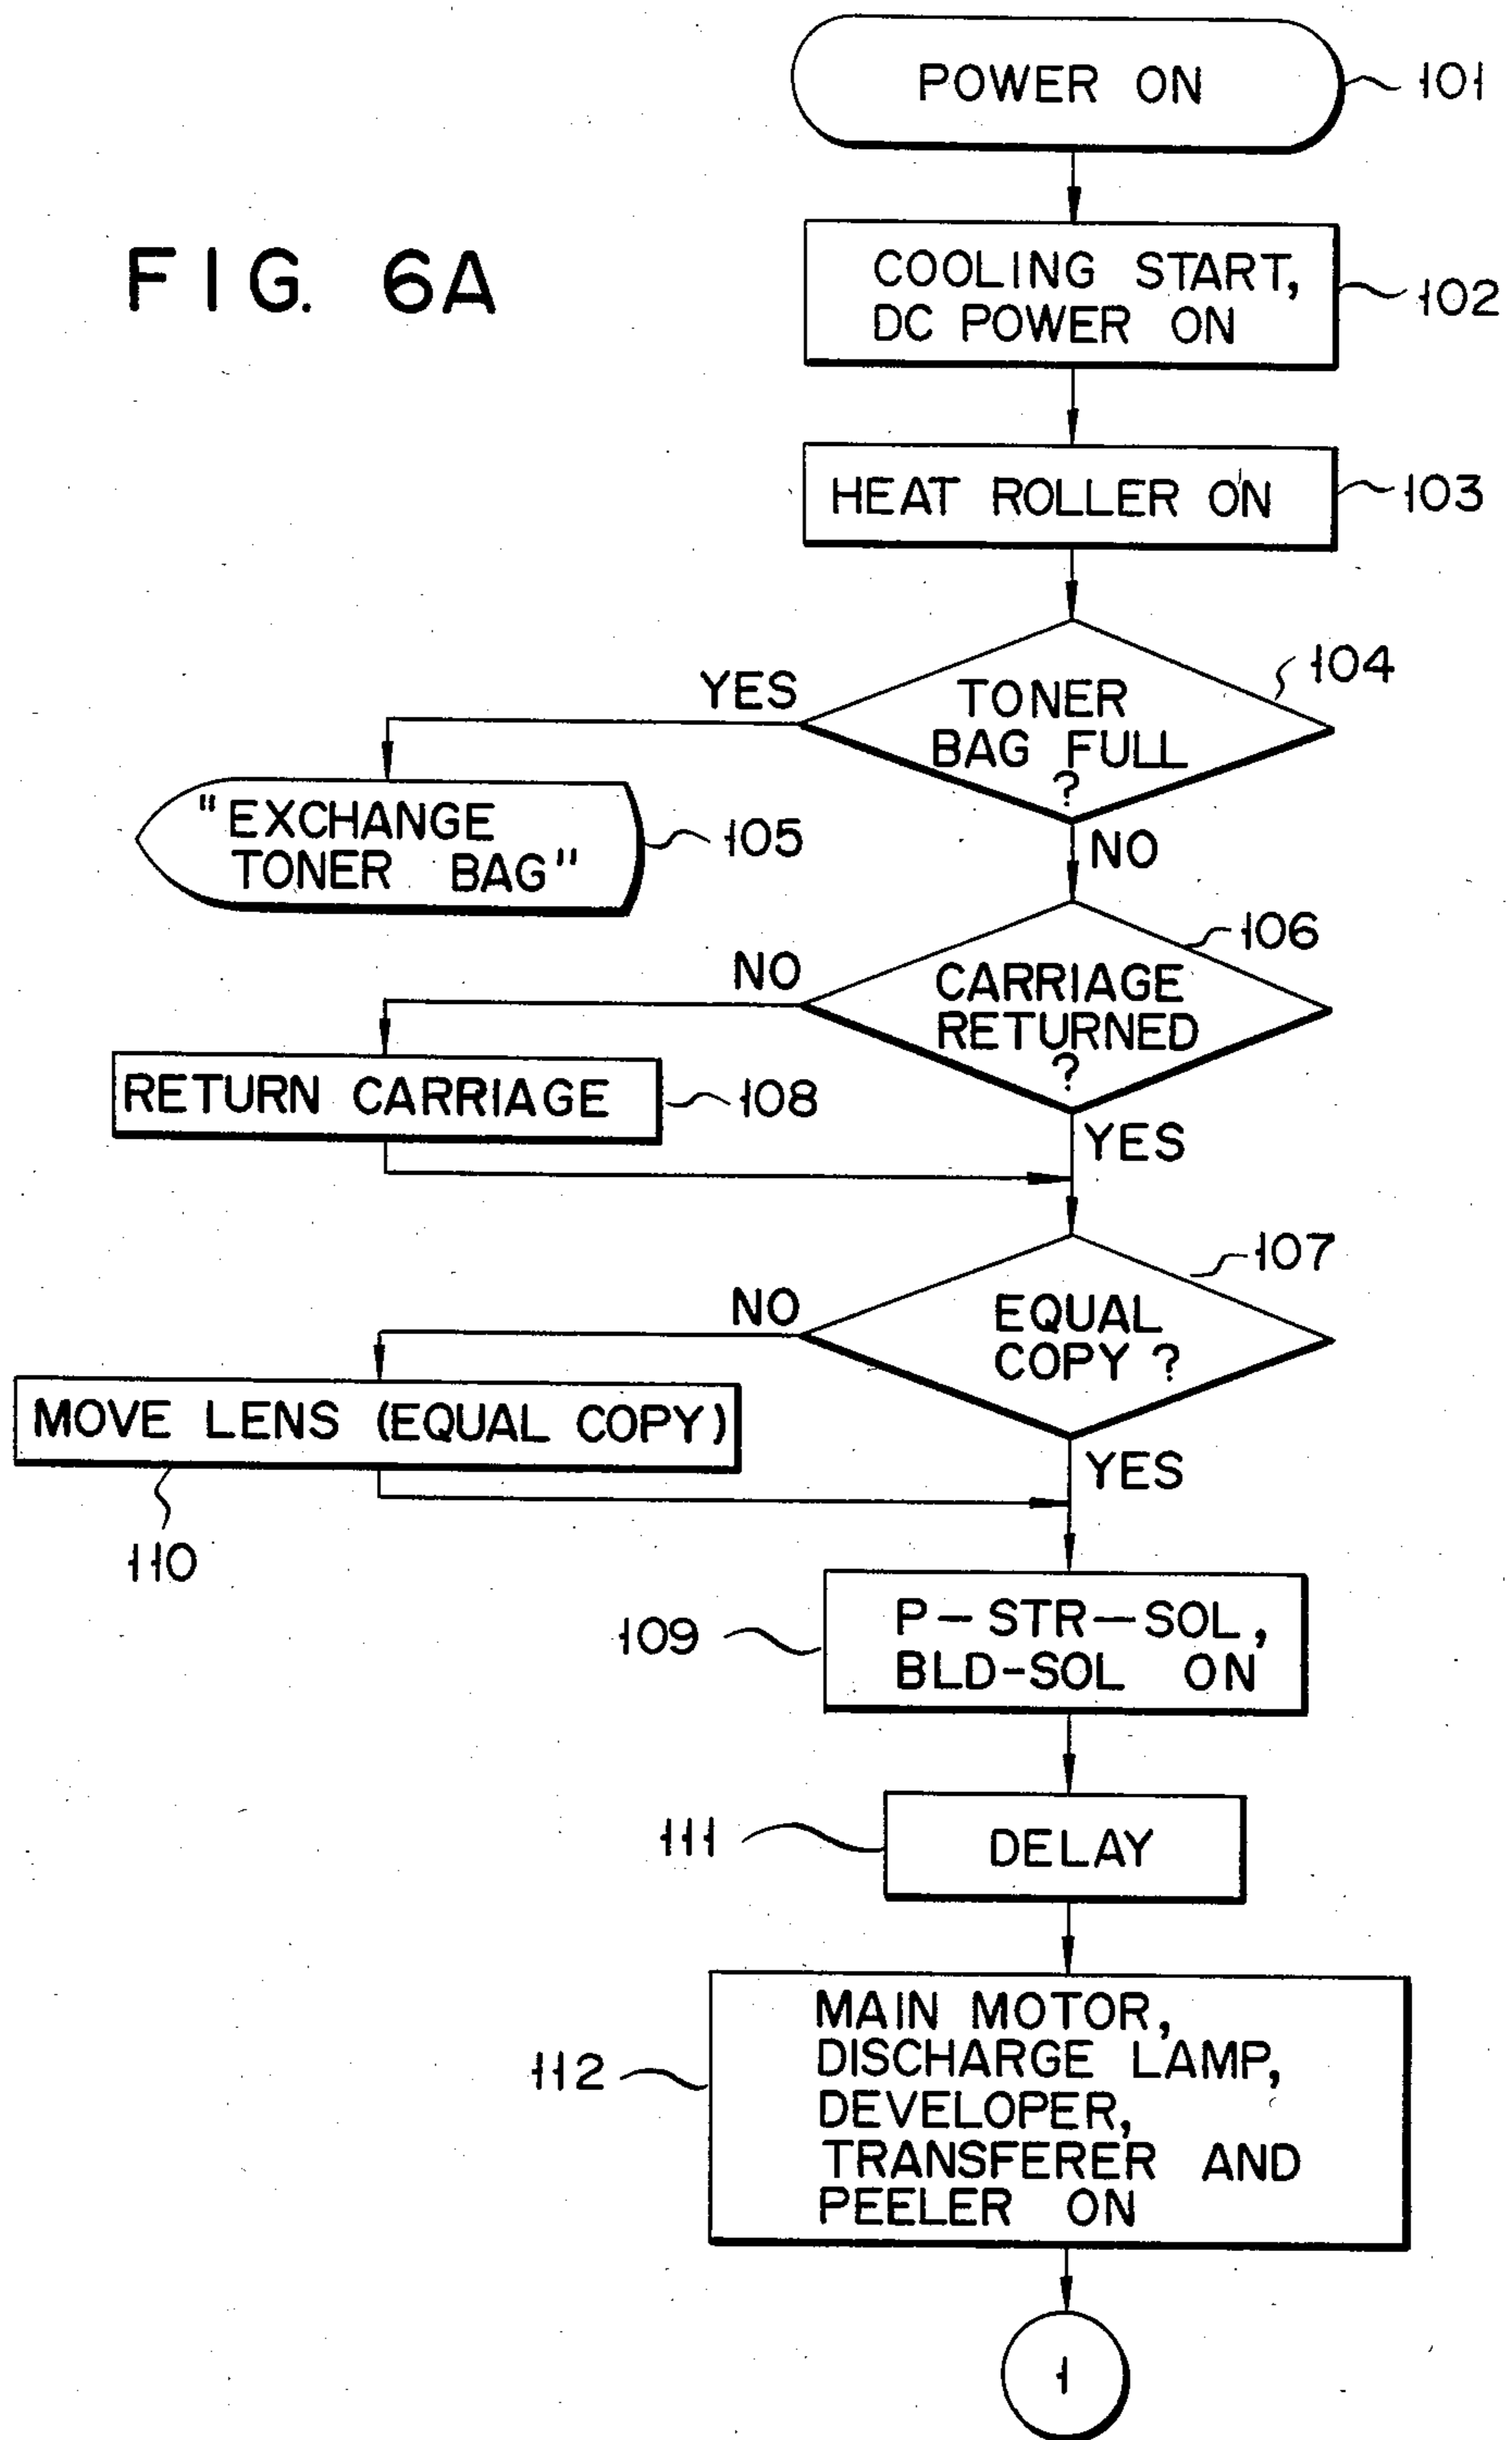 FIG. 6A
POWER ON
101
COOLING START,
DC POWER ON
102
HEAT ROLLER ON
103
TONER
BAG FULL
?
104
YES
"EXCHANGE
TONER BAG"
105
NO
CARRIAGE
RETURNED
?
106
NO
RETURN CARRIAGE
108
YES
EQUAL
COPY ?
107
NO
MOVE LENS (EQUAL COPY)
110
YES
P-STR-SOL,
BLD-SOL ON
109
DELAY
111
MAIN MOTOR,
DISCHARGE LAMP,
DEVELOPER,
TRANSFERER AND
PEELER ON
112
1